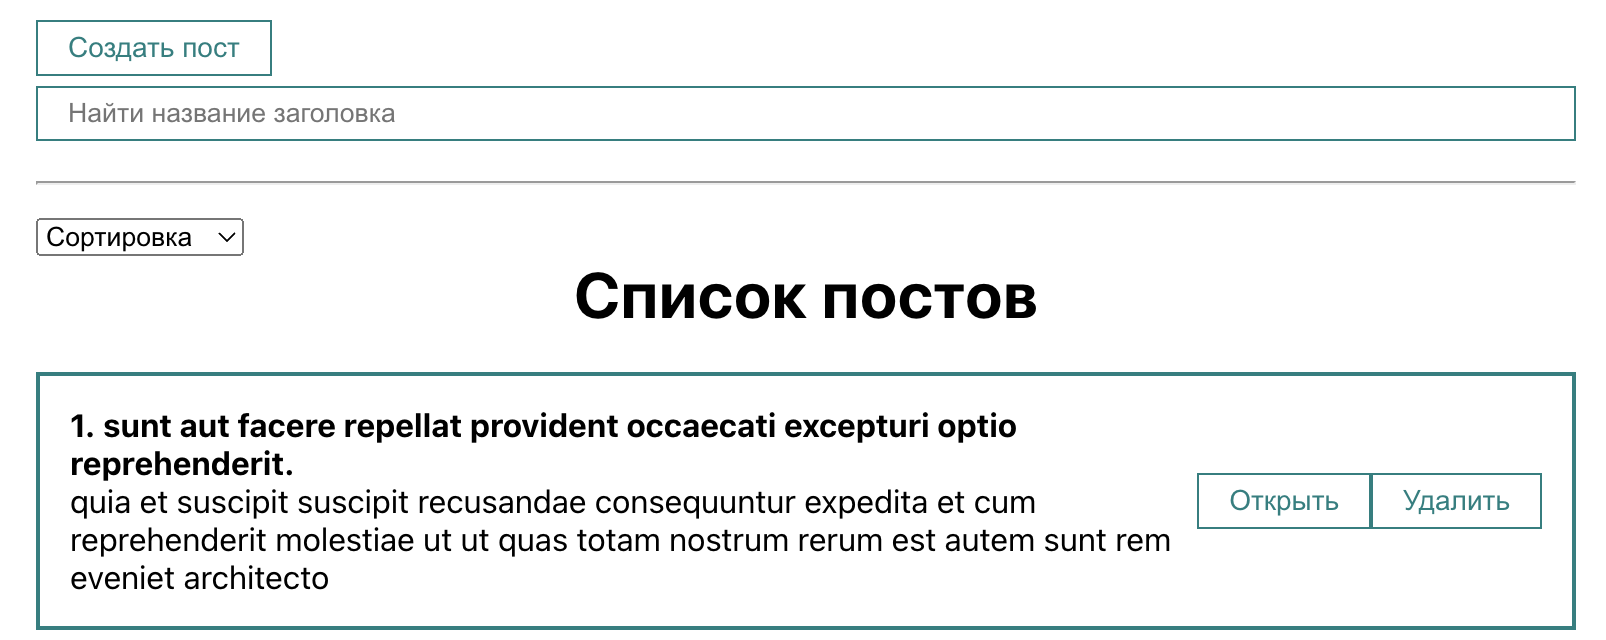 Создать пост
Найти название заголовка
Сортировка
Список постов
1. sunt aut facere repellat provident occaecati excepturi optio
reprehenderit.
quia et suscipit suscipit recusandae consequuntur expedita et cum
reprehenderit molestiae ut ut quas totam nostrum rerum est autem sunt rem
eveniet architecto
Открыть Удалить